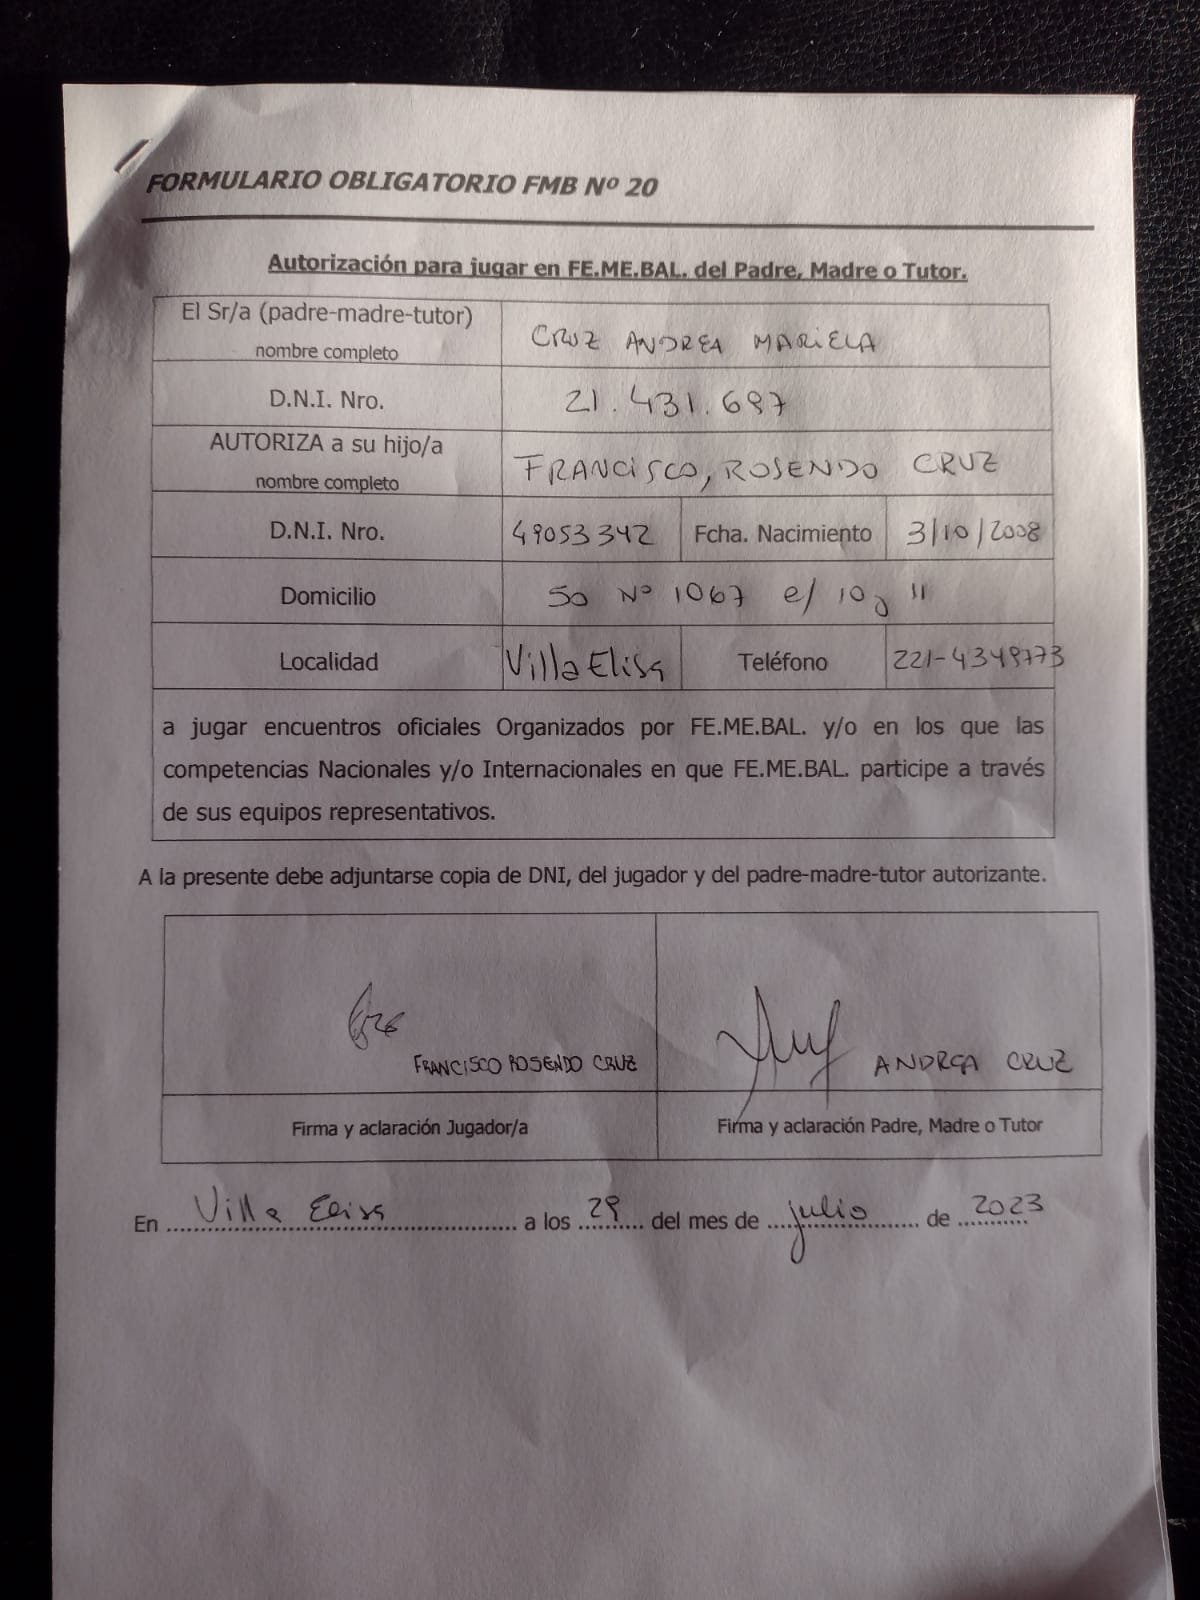 FORMULARIO OBLIGATORIO FMB Nº 20
Autorización para jugar en FE.ME.BAL. del Padre, Madre o Tutor.
El Sr/a (padre-madre-tutor)
nombre completo
CRUZ ANDREA MARIELA
D.N.I. Nro.
21.431.697
AUTORIZA a su hijo/a
nombre completo
FRANCISCO, ROSENDO CRUZ
D.N.I. Nro.
49053342
Fcha. Nacimiento
3/10/2008
Domicilio
50 Nº 1067 e/ 10 y 11
Localidad
Villa Elisa
Teléfono
221-4349773
a jugar encuentros oficiales Organizados por FE.ME.BAL. y/o en los que las
competencias Nacionales y/o Internacionales en que FE.ME.BAL. participe a través
de sus equipos representativos.
A la presente debe adjuntarse copia de DNI, del jugador y del padre-madre-tutor autorizante.
FRANCISCO ROSENDO CRUZ
ANDREA CRUZ
Firma y aclaración Jugador/a
Firma y aclaración Padre, Madre o Tutor
En Villa Elisa a los 29 del mes de julio de 2023